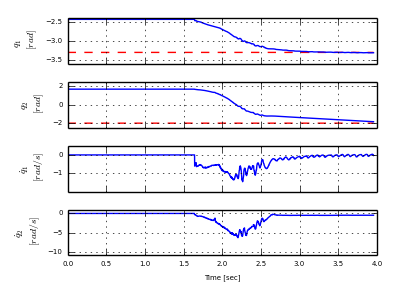 q₁ [rad]
−2.5
−3.0
−3.5
q₂ [rad]
2
0
−2
q̇₁ [rad/s]
0
−1
q̇₂ [rad/s]
0
−5
−10
0.0 0.5 1.0 1.5 2.0 2.5 3.0 3.5 4.0
Time [sec]